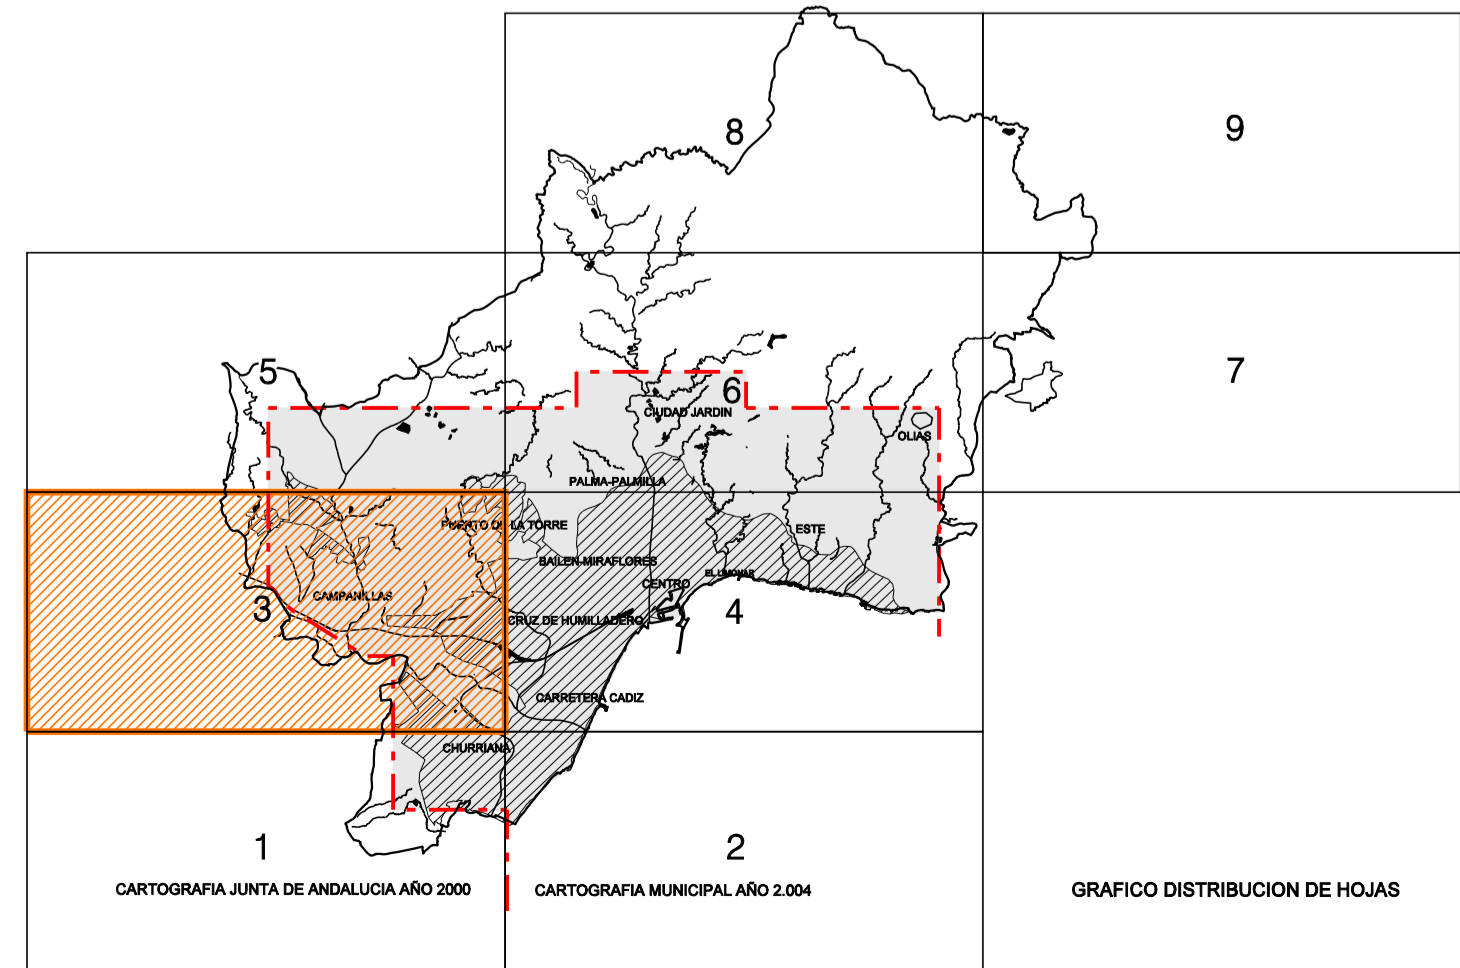 8
9
5
6
7
CIUDAD JARDIN
OLIAS
PALMA-PALMILLA
PUERTO DE LA TORRE
ESTE
BAILEN-MIRAFLORES
EL LIMONAR
CENTRO
CAMPANILLAS
3
4
CRUZ DE HUMILLADERO
CARRETERA CADIZ
CHURRIANA
1
2
CARTOGRAFIA JUNTA DE ANDALUCIA AÑO 2000
CARTOGRAFIA MUNICIPAL AÑO 2.004
GRAFICO DISTRIBUCION DE HOJAS